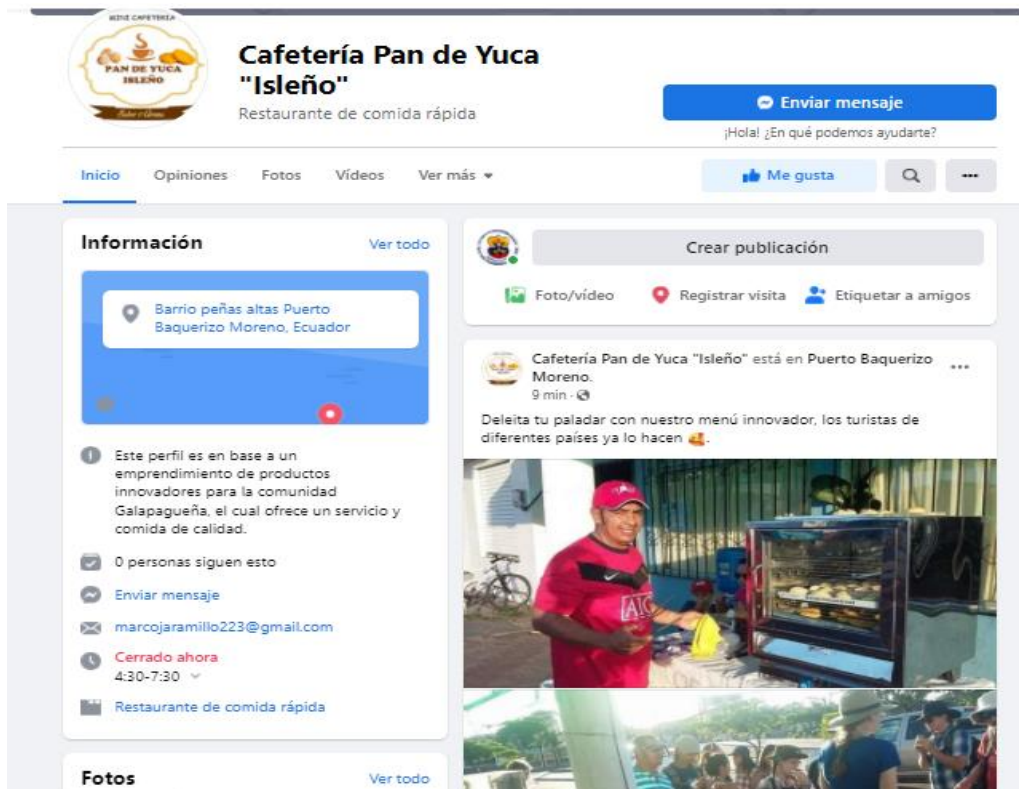 MINI CAFETERÍA
PAN DE YUCA
ISLEÑO
Cafetería Pan de Yuca
"Isleño"
Restaurante de comida rápida
Enviar mensaje
¡Hola! ¿En qué podemos ayudarte?
Inicio
Opiniones
Fotos
Vídeos
Ver más
Me gusta
Información
Ver todo
Barrio peñas altas Puerto
Baquerizo Moreno, Ecuador
Este perfil es en base a un
emprendimiento de productos
innovadores para la comunidad
Galapagueña, el cual ofrece un servicio y
comida de calidad.
0 personas siguen esto
Enviar mensaje
marcojaramillo223@gmail.com
Cerrado ahora
4:30-7:30
Restaurante de comida rápida
Fotos
Ver todo
Crear publicación
Foto/vídeo
Registrar visita
Etiquetar a amigos
Cafetería Pan de Yuca "Isleño" está en Puerto Baquerizo
Moreno.
9 min ·
Deleita tu paladar con nuestro menú innovador, los turistas de
diferentes países ya lo hacen 🥰.
AIG